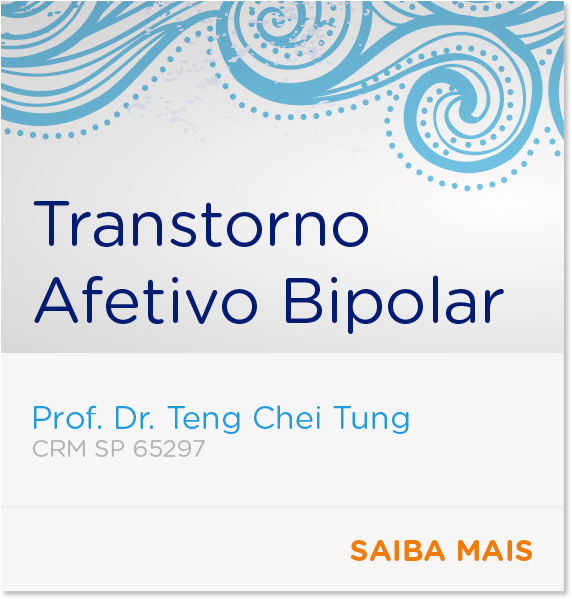 Transtorno
Afetivo Bipolar
Prof. Dr. Teng Chei Tung
CRM SP 65297
SAIBA MAIS